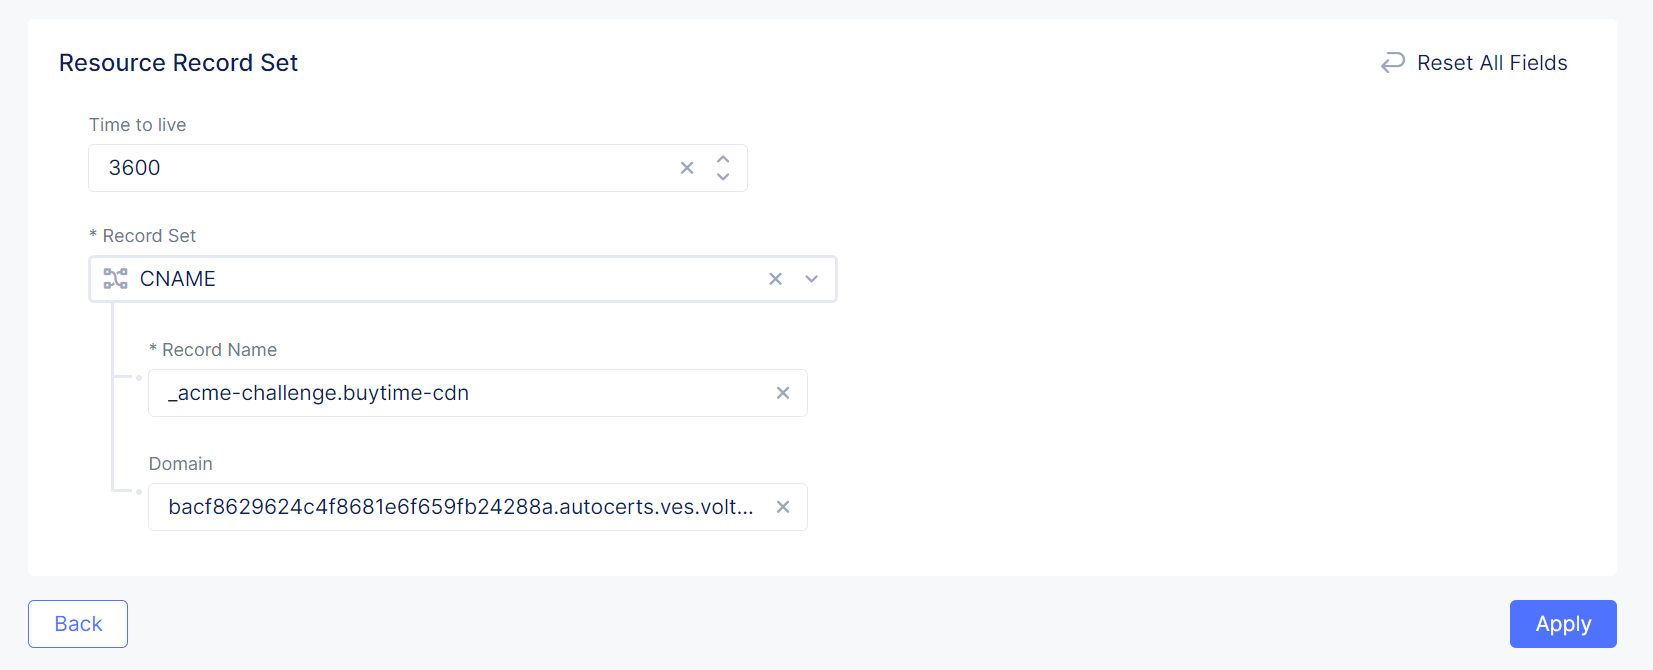 Resource Record Set
Reset All Fields
Time to live
3600
* Record Set
CNAME
* Record Name
_acme-challenge.buytime-cdn
Domain
bacf8629624c4f8681e6f659fb24288a.autocerts.ves.volt...
Back
Apply